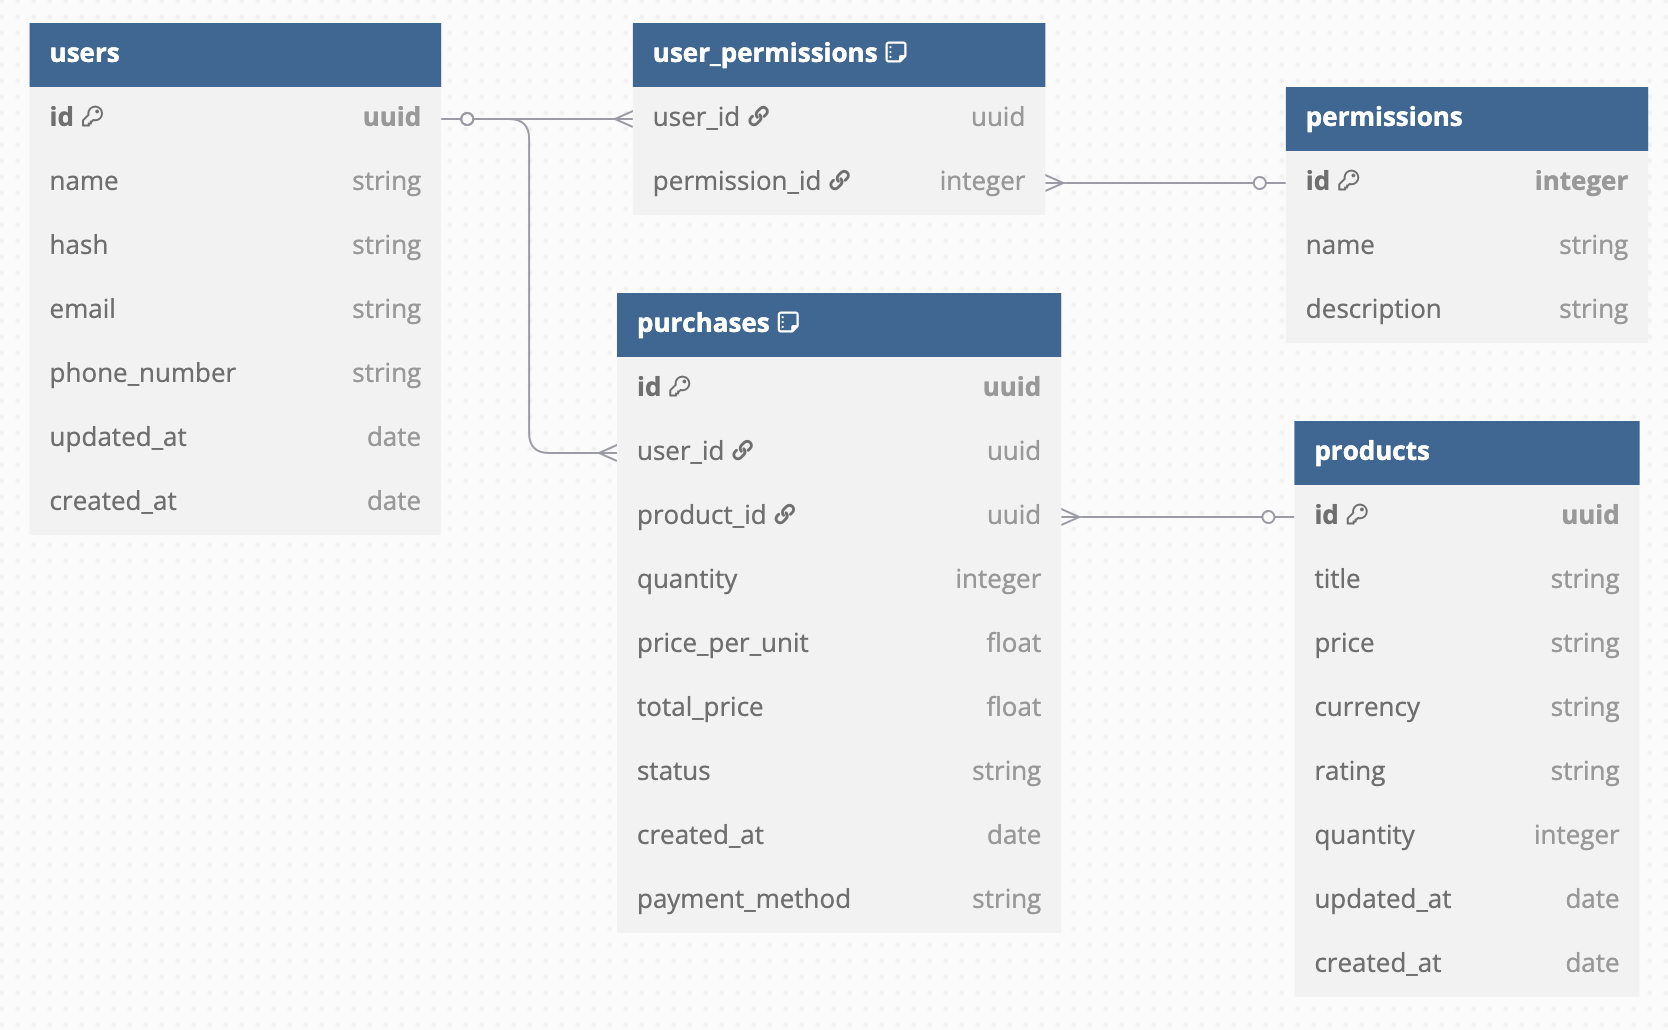 users
id uuid
name string
hash string
email string
phone_number string
updated_at date
created_at date
user_permissions
user_id uuid
permission_id integer
permissions
id integer
name string
description string
purchases
id uuid
user_id uuid
product_id uuid
quantity integer
price_per_unit float
total_price float
status string
created_at date
payment_method string
products
id uuid
title string
price string
currency string
rating string
quantity integer
updated_at date
created_at date